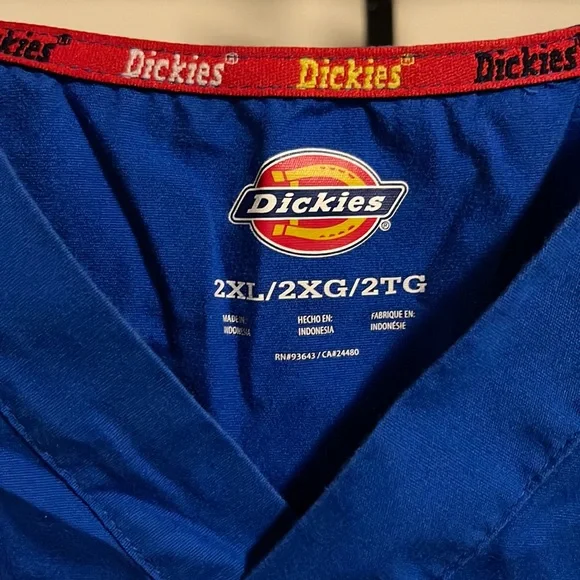 Dickies® Dickies® Dickies® Dickies®
Dickies®
2XL/2XG/2TG
MADE IN: HECHO EN: FABRIQUE EN:
INDONESIA INDONESIA INDONÉSIE
RN#93643 / CA#24480